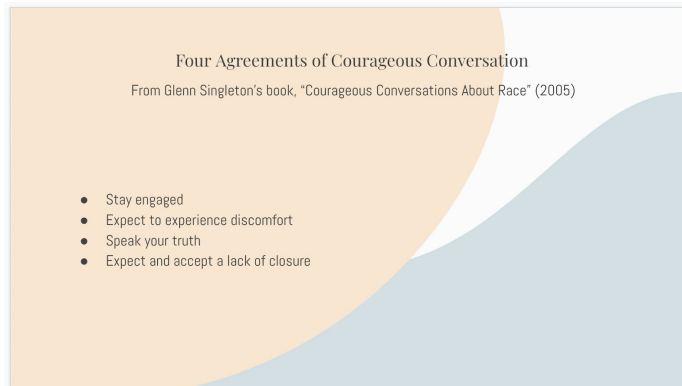 Four Agreements of Courageous Conversation
From Glenn Singleton's book, “Courageous Conversations About Race” (2005)
● Stay engaged
● Expect to experience discomfort
● Speak your truth
● Expect and accept a lack of closure